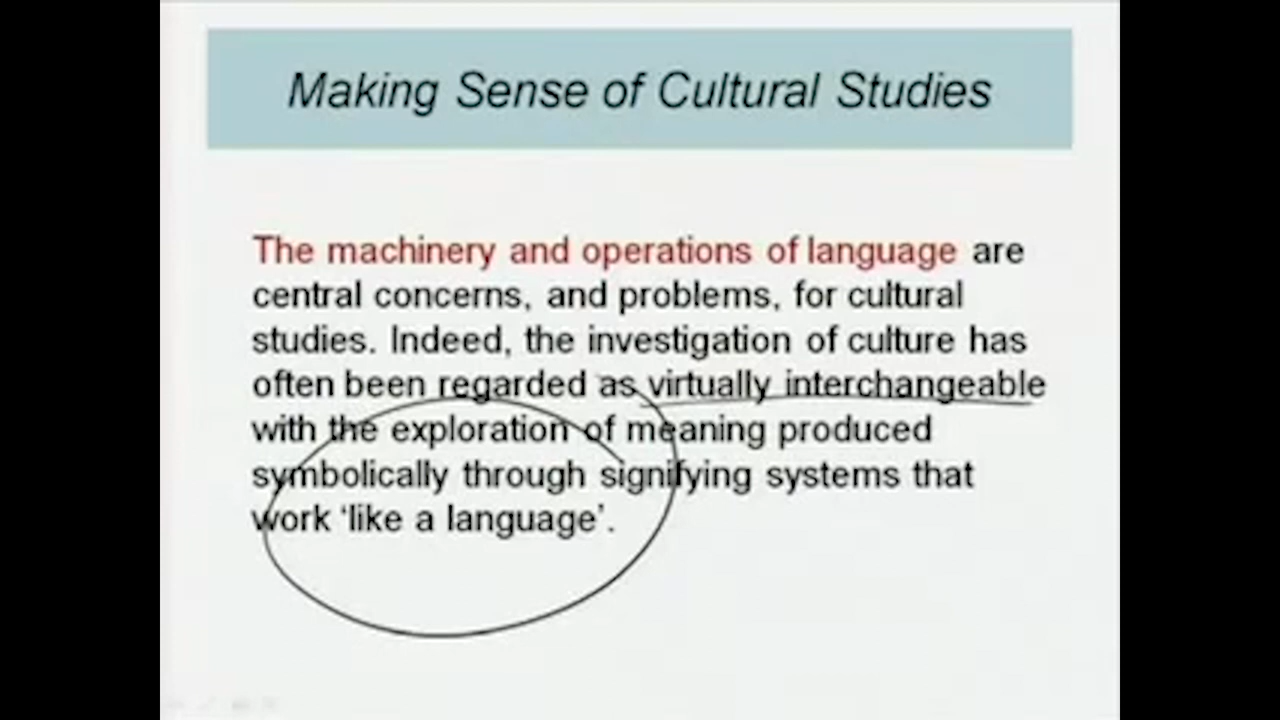 Making Sense of Cultural Studies
The machinery and operations of language are
central concerns, and problems, for cultural
studies. Indeed, the investigation of culture has
often been regarded as virtually interchangeable
with the exploration of meaning produced
symbolically through signifying systems that
work ‘like a language’.